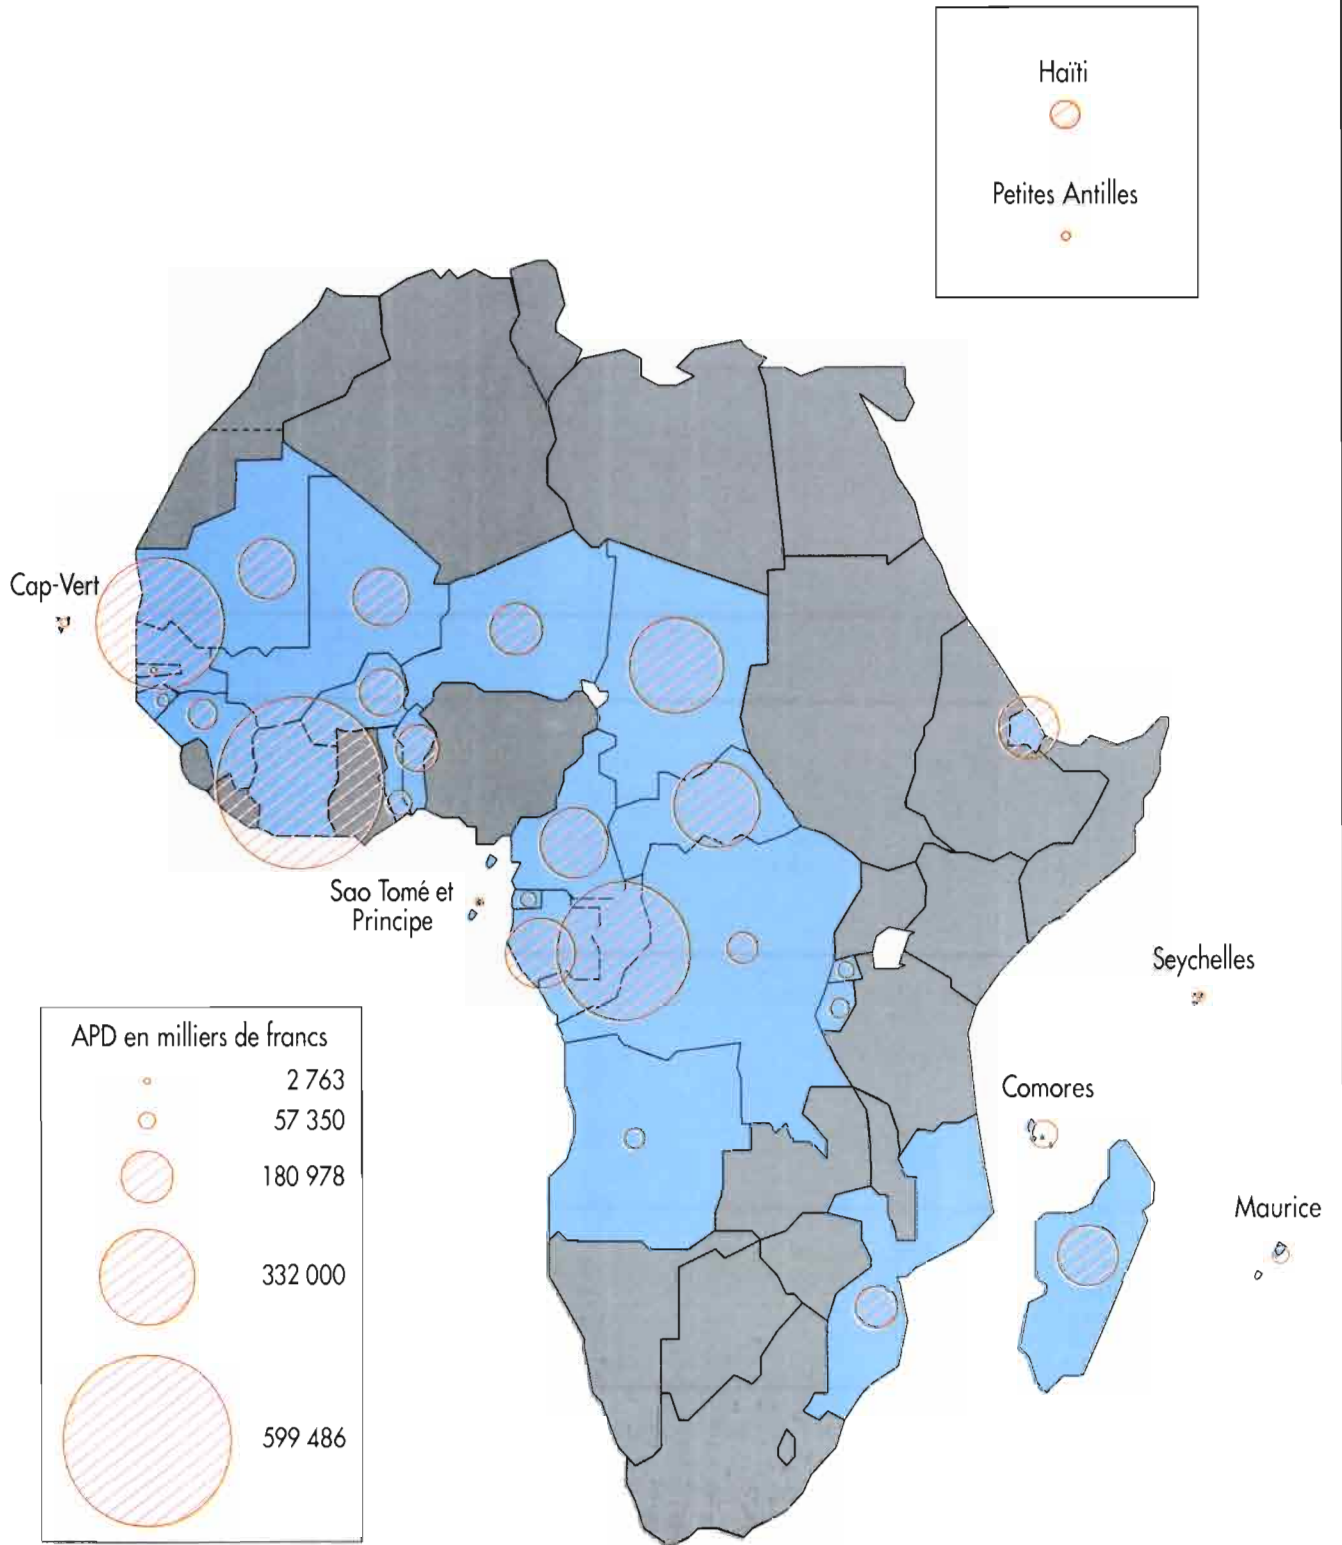 Haïti
Petites Antilles
Cap-Vert
Sao Tomé et
Principe
Seychelles
Comores
Maurice
APD en milliers de francs
2 763
57 350
180 978
332 000
599 486